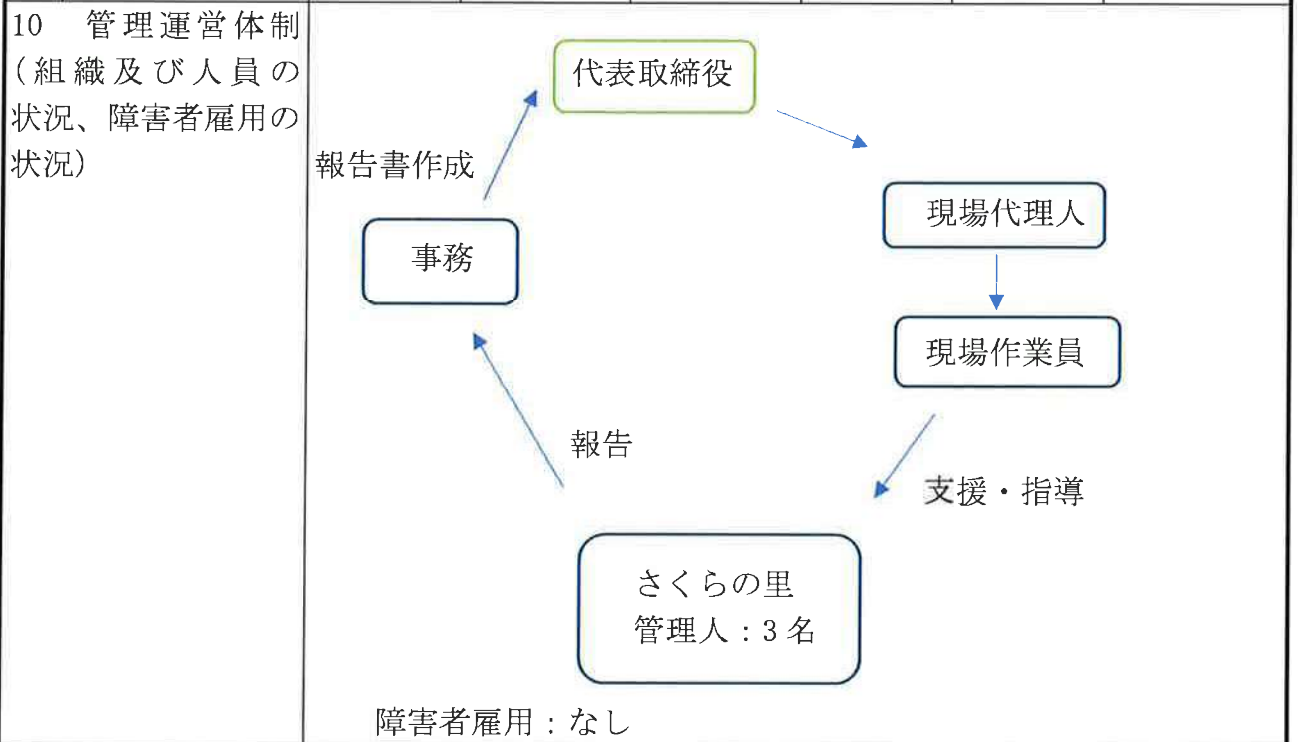 10　管理運営体制
(組織及び人員の
状況、障害者雇用の
状況)
代表取締役
報告書作成
現場代理人
事務
現場作業員
報告
支援・指導
さくらの里
管理人：3名
障害者雇用：なし